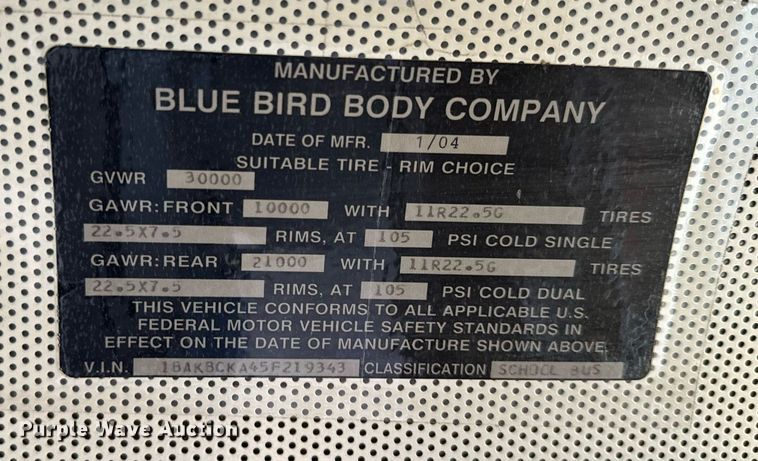 MANUFACTURED BY
BLUE BIRD BODY COMPANY
DATE OF MFR. 1/04
SUITABLE TIRE - RIM CHOICE
GVWR 30000
GAWR: FRONT 10000 WITH 11R22.5G TIRES
22.5X7.5 RIMS, AT 105 PSI COLD SINGLE
GAWR: REAR 21000 WITH 11R22.5G TIRES
22.5X7.5 RIMS, AT 105 PSI COLD DUAL
THIS VEHICLE CONFORMS TO ALL APPLICABLE U.S.
FEDERAL MOTOR VEHICLE SAFETY STANDARDS IN
EFFECT ON THE DATE OF MANUFACTURE SHOWN ABOVE
V.I.N. 1BAKBCKA45F219343 CLASSIFICATION SCHOOL BUS
Purple Wave Auction